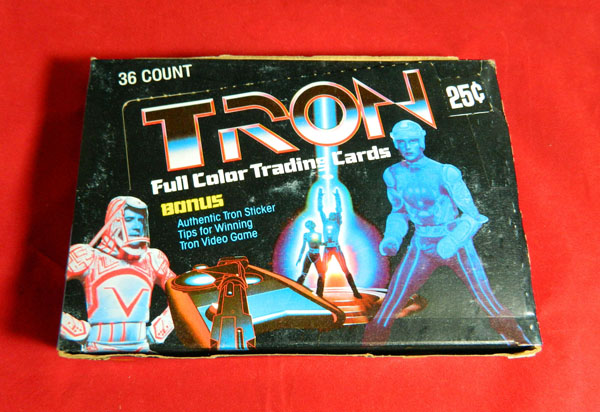 36 COUNT
TRON
25¢
Full Color Trading Cards
BONUS
Authentic Tron Sticker
Tips for Winning
Tron Video Game